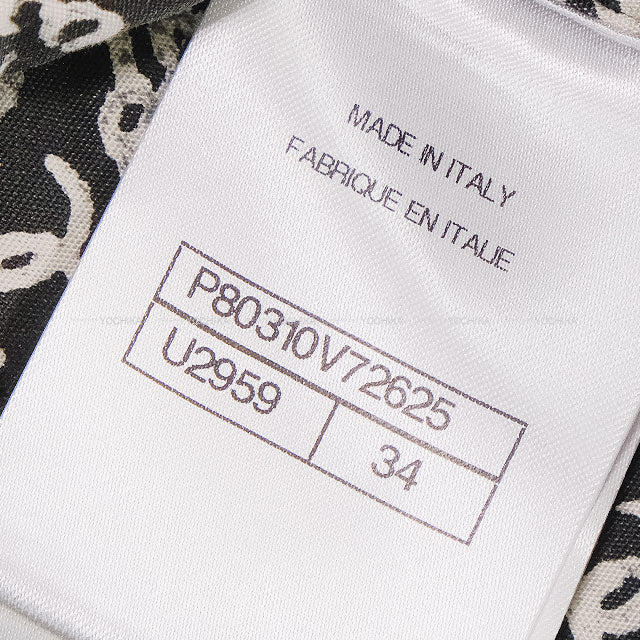 MADE IN ITALY
FABRIQUE EN ITALIE
P80310V72625
U2959
34